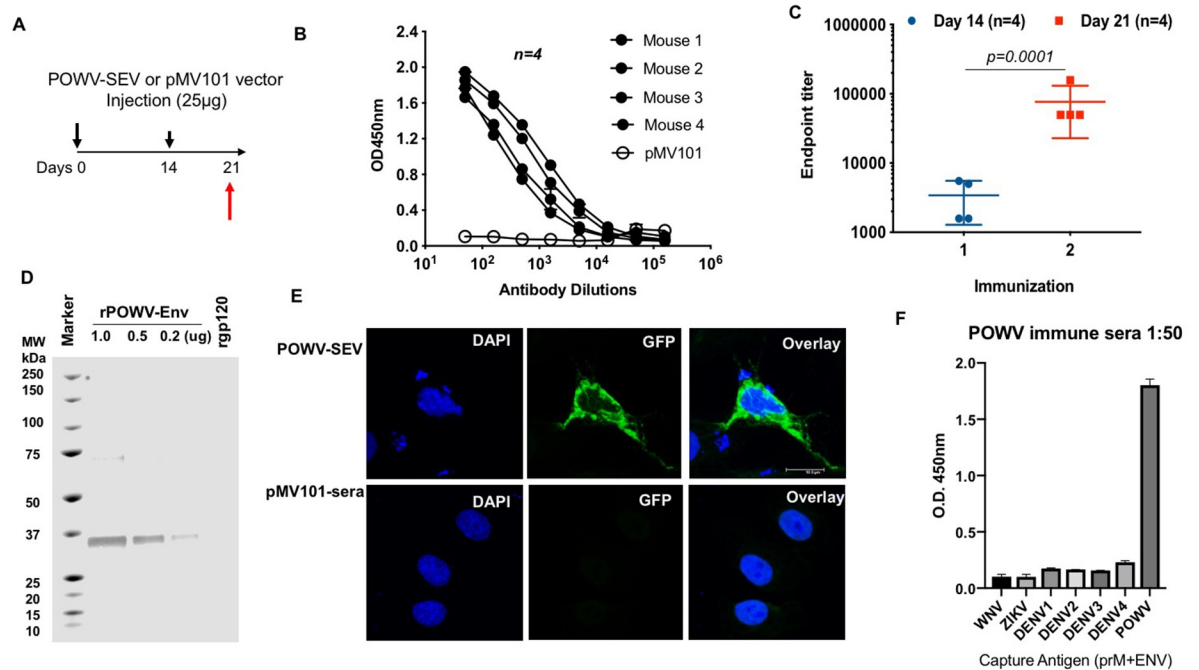 A
POWV-SEV or pMV101 vector
Injection (25µg)
Days 0
14
21
B
n=4
2.0
1.6
1.2
0.8
0.4
0.0
OD450nm
10¹
10²
10³
10⁴
10⁵
10⁶
Antibody Dilutions
Mouse 1
Mouse 2
Mouse 3
Mouse 4
pMV101
C
Day 14 (n=4)
Day 21 (n=4)
p=0.0001
1000000
100000
10000
1000
Endpoint titer
1
2
Immunization
D
Marker
rPOWV-Env
1.0
0.5
0.2 (ug)
rgp120
MW
kDa
250
150
100
75
50
37
25
20
15
10
E
POWV-SEV
DAPI
GFP
Overlay
pMV101-sera
DAPI
GFP
Overlay
F
POWV immune sera 1:50
2.0
1.5
1.0
0.5
0.0
O.D. 450nm
WNV
ZIKV
DENV1
DENV2
DENV3
DENV4
POWV
Capture Antigen (prM+ENV)